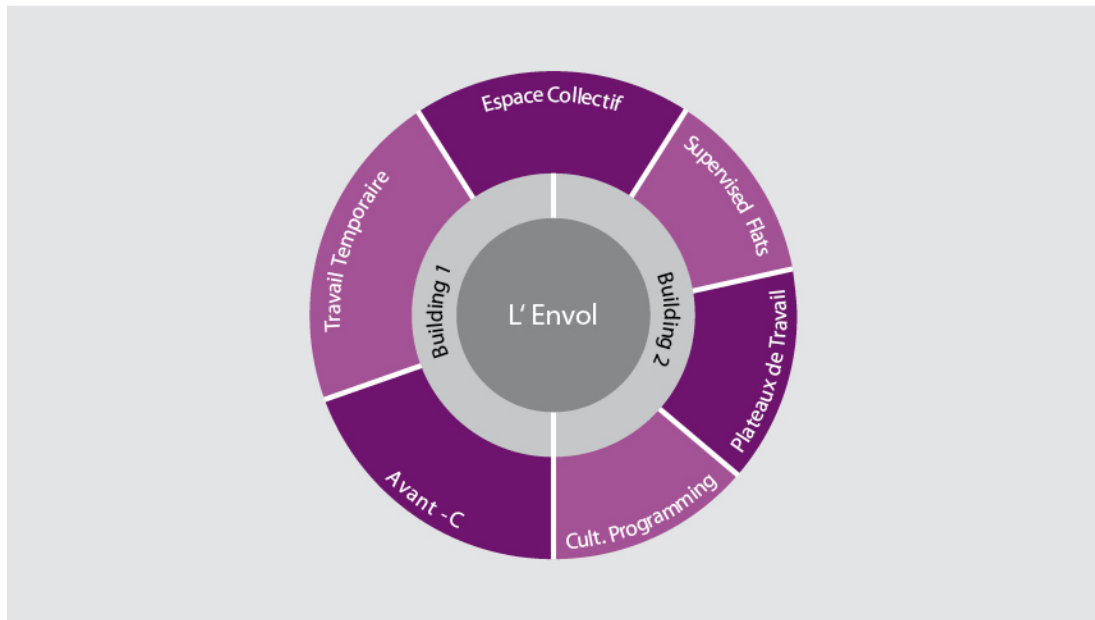 Espace Collectif
Supervised Flats
Plateaux de Travail
Cult. Programming
Avant - C
Travail Temporaire
Building 1
Building 2
L‘ Envol